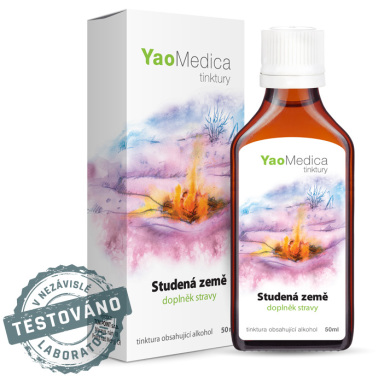 YaoMedica
tinktury
Studená země
doplněk stravy
tinktura obsahující alkohol 50ml
YaoMedica
tinktury
Studená země
doplněk stravy
tinktura obsahující alkohol 50ml
V NEZÁVISLÉ
TESTOVÁNO
LABORATOŘI